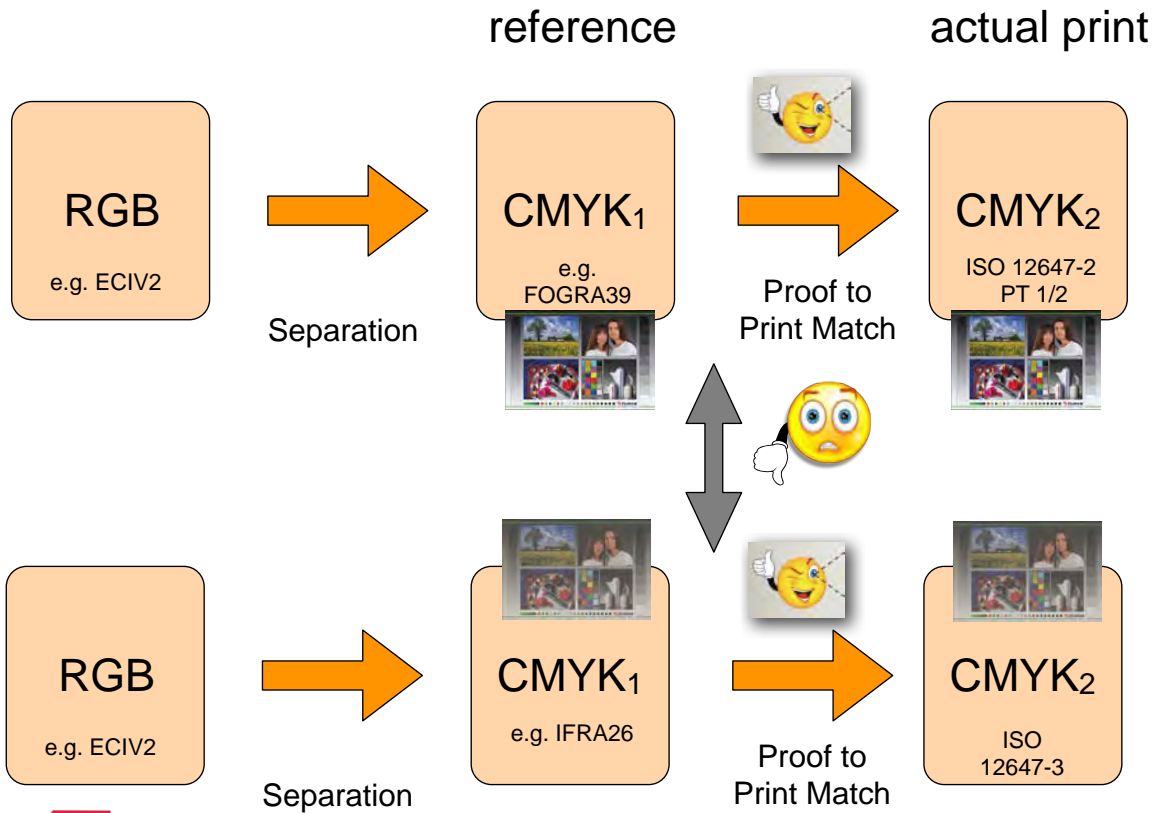 reference
actual print
RGB
e.g. ECIV2
Separation
CMYK₁
e.g.
FOGRA39
Proof to
Print Match
CMYK₂
ISO 12647-2
PT 1/2
RGB
e.g. ECIV2
Separation
CMYK₁
e.g. IFRA26
Proof to
Print Match
CMYK₂
ISO
12647-3